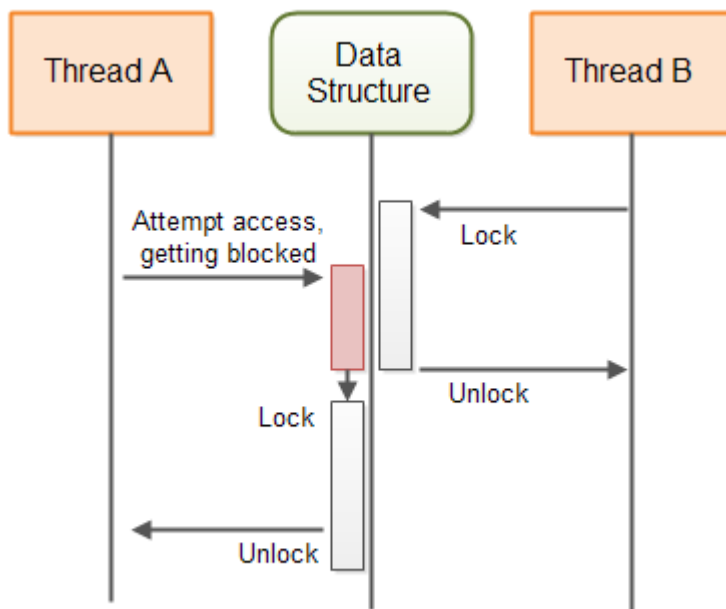 Thread A
Data
Structure
Thread B
Attempt access,
getting blocked
Lock
Unlock
Lock
Unlock